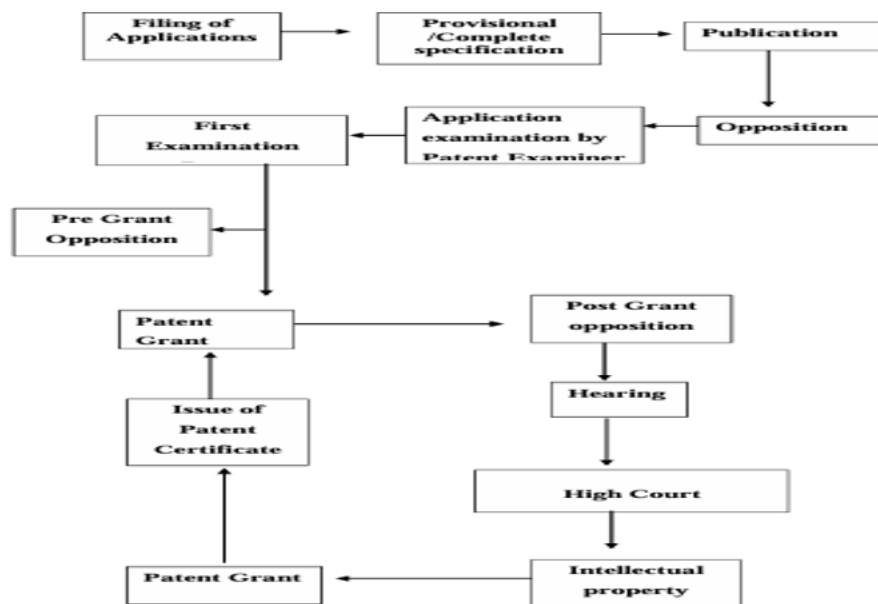 Filing of
Applications
Provisional
/Complete
specification
Publication
Opposition
Application
examination by
Patent Examiner
First
Examination
Pre Grant
Opposition
Patent
Grant
Post Grant
opposition
Hearing
High Court
Intellectual
property
Patent Grant
Issue of
Patent
Certificate